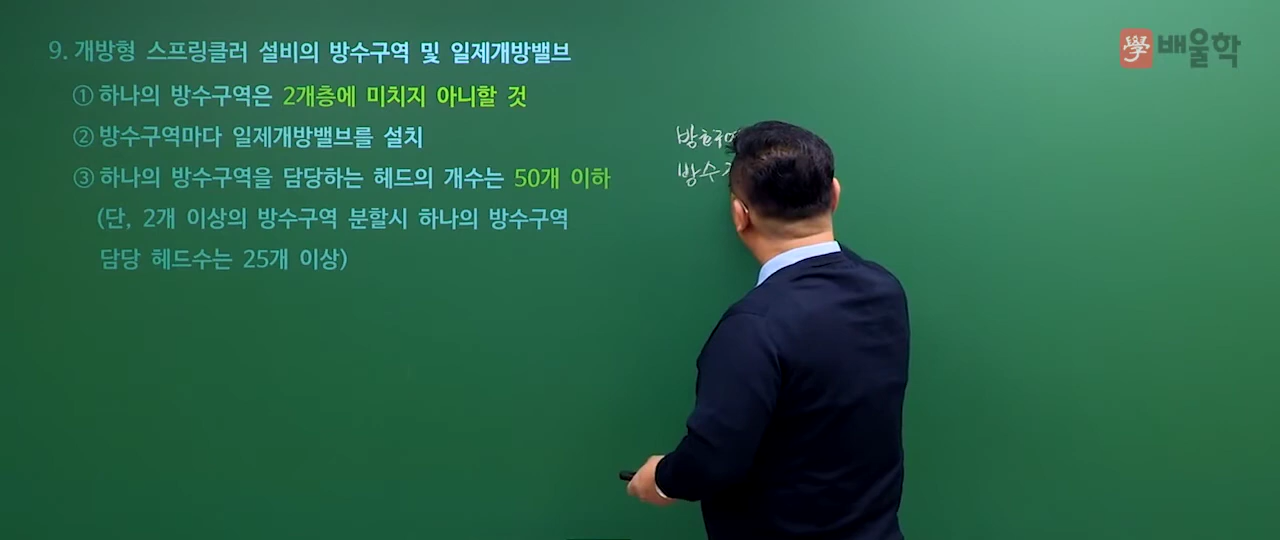 9. 개방형 스프링클러 설비의 방수구역 및 일제개방밸브
① 하나의 방수구역은 2개층에 미치지 아니할 것
② 방수구역마다 일제개방밸브를 설치
③ 하나의 방수구역을 담당하는 헤드의 개수는 50개 이하
(단, 2개 이상의 방수구역 분할시 하나의 방수구역
담당 헤드수는 25개 이상)
學 배울학
방호구역
방수